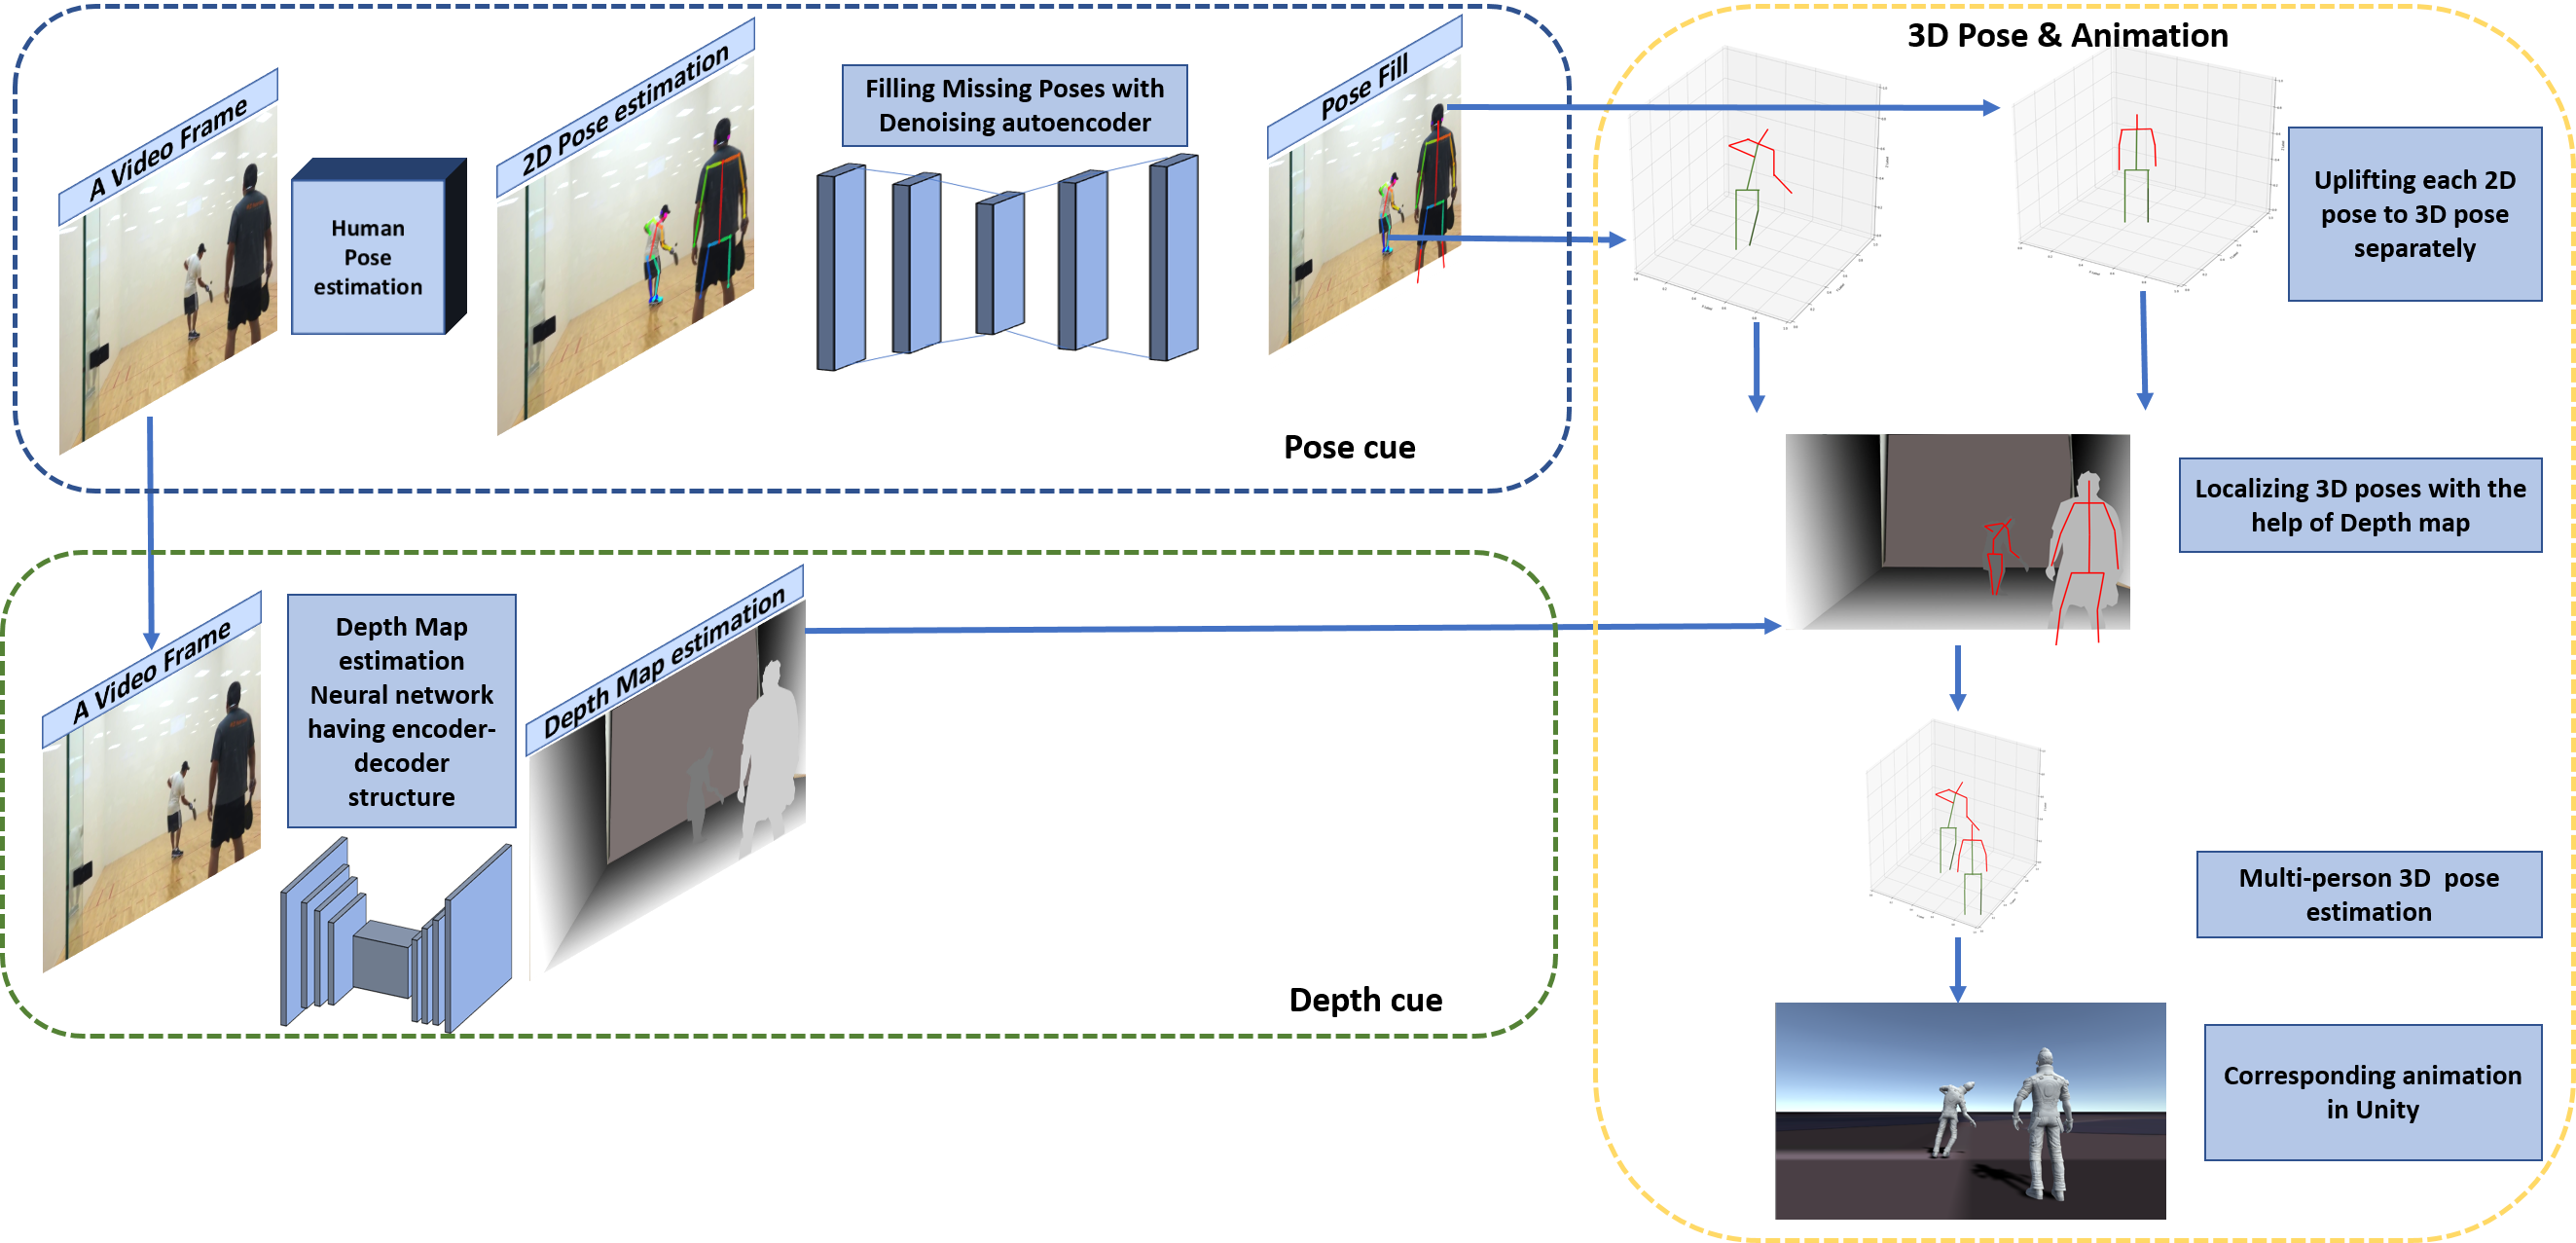 A Video Frame
Human
Pose
estimation
2D Pose estimation
Filling Missing Poses with
Denoising autoencoder
Pose Fill
Pose cue
3D Pose & Animation
Uplifting each 2D
pose to 3D pose
separately
Localizing 3D poses with the
help of Depth map
A Video Frame
Depth Map
estimation
Neural network
having encoder-
decoder
structure
Depth Map estimation
Depth cue
Multi-person 3D  pose
estimation
Corresponding animation
in Unity